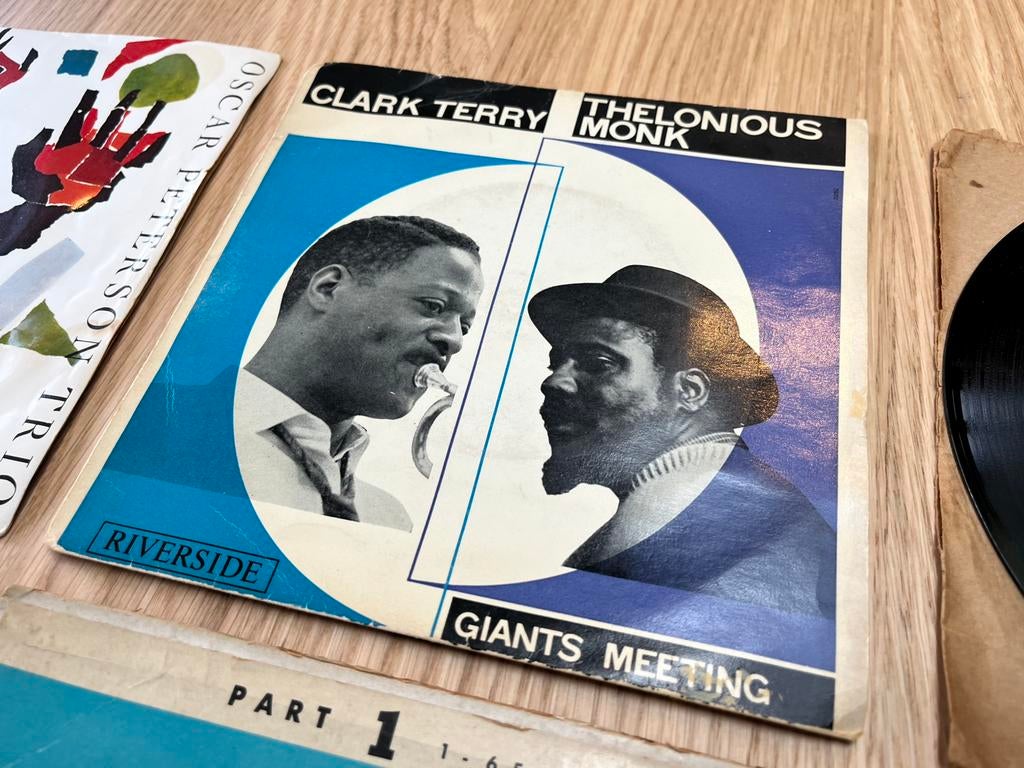 OSCAR PETERSON TRIO
CLARK TERRY
THELONIOUS
MONK
RIVERSIDE
GIANTS MEETING
PART 1